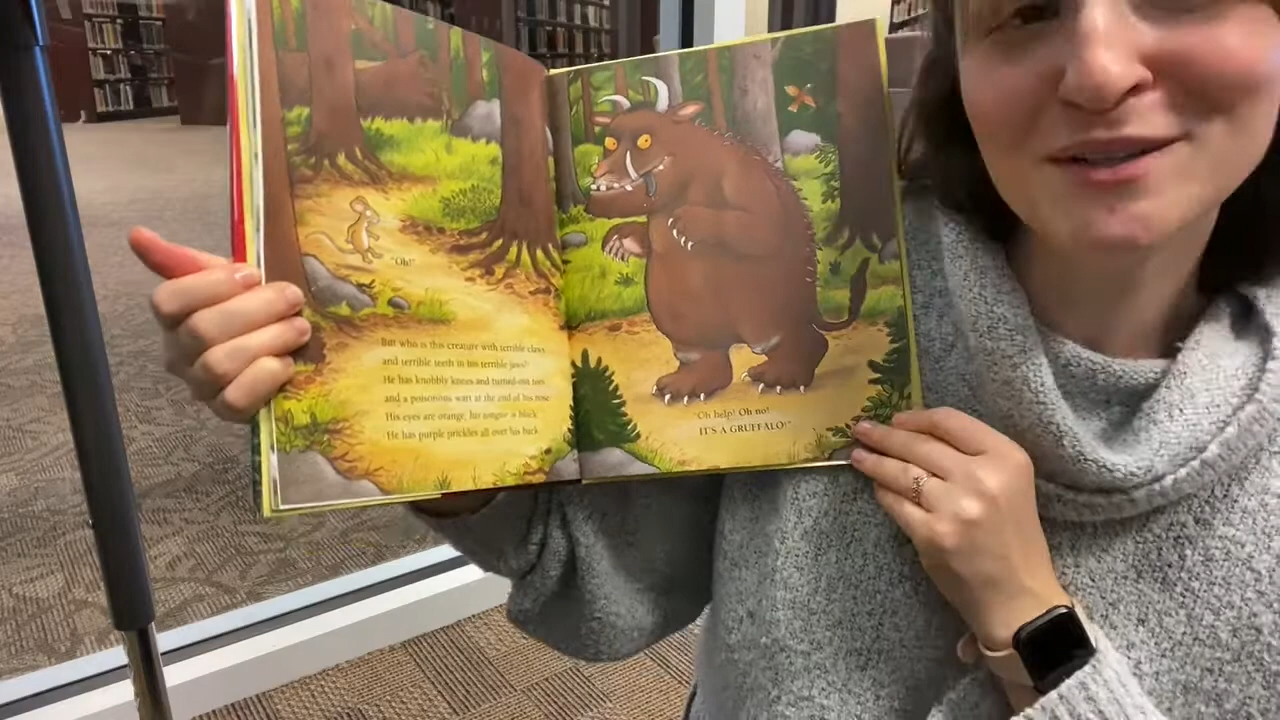 "Oh!"
But who is this creature with terrible claws
and terrible teeth in his terrible jaws?
He has knobbly knees and turned-out toes
and a poisonous wart at the end of his nose.
His eyes are orange, his tongue is black,
He has purple prickles all over his back.
"Oh help! Oh no!
IT'S A GRUFFALO!"